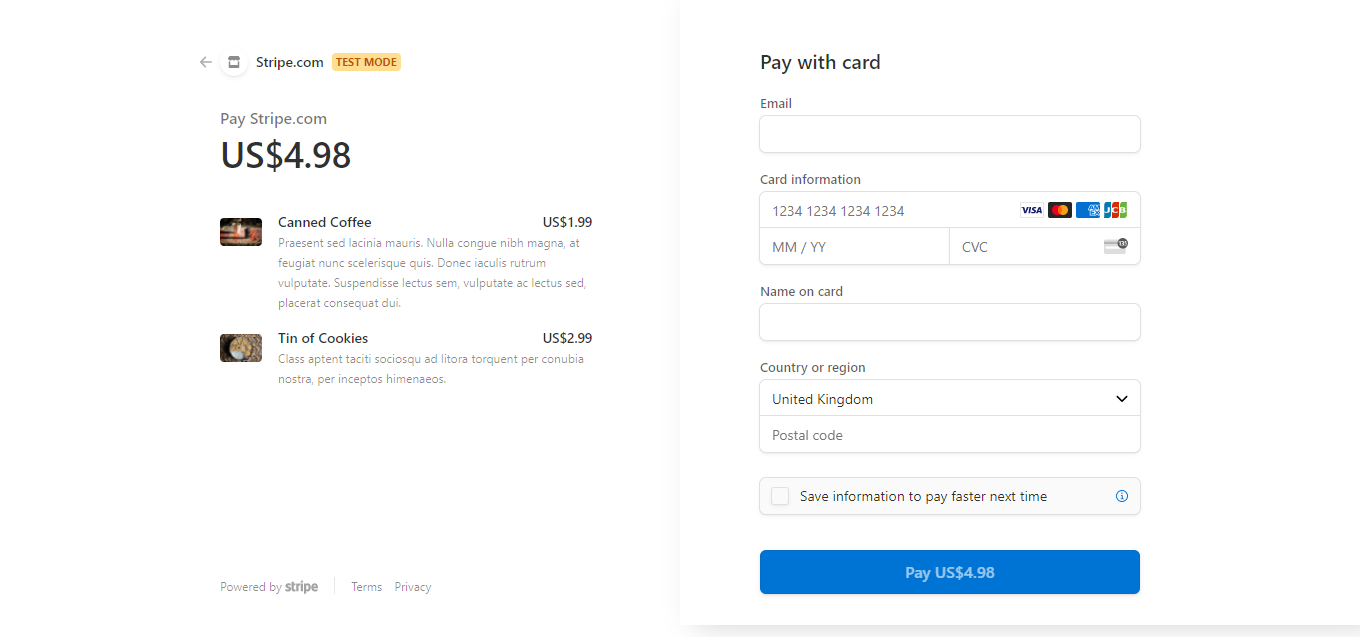 Stripe.com TEST MODE
Pay Stripe.com
US$4.98
Canned Coffee US$1.99
Praesent sed lacinia mauris. Nulla congue nibh magna, at
feugiat nunc scelerisque quis. Donec iaculis rutrum
vulputate. Suspendisse lectus sem, vulputate ac lectus sed,
placerat consequat dui.
Tin of Cookies US$2.99
Class aptent taciti sociosqu ad litora torquent per conubia
nostra, per inceptos himenaeos.
Powered by stripe Terms Privacy
Pay with card
Email
Card information
1234 1234 1234 1234 VISA AMEX JCB
MM / YY CVC 135
Name on card
Country or region
United Kingdom
Postal code
Save information to pay faster next time
Pay US$4.98